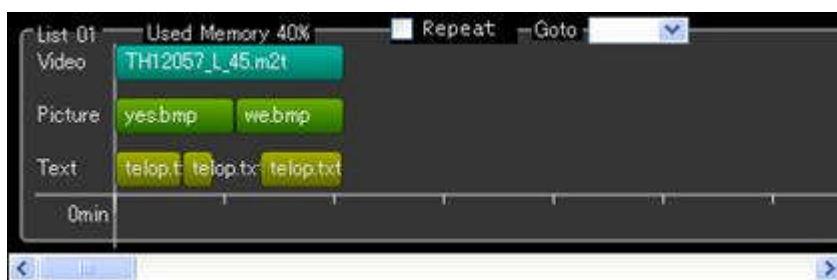 List 01 Used Memory 40% Repeat Goto
Video TH12057_L_45.m2t
Picture yes.bmp we.bmp
Text telop.t telop.tx telop.txt
0min